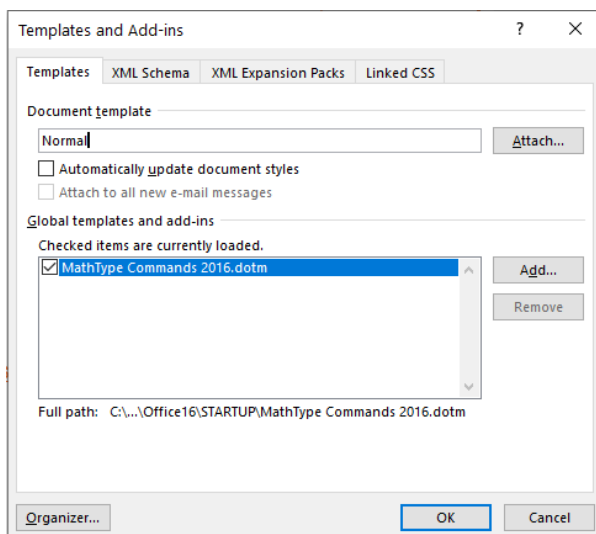 Templates and Add-ins ? ×
Templates XML Schema XML Expansion Packs Linked CSS
Document template
Normal Attach...
Automatically update document styles
Attach to all new e-mail messages
Global templates and add-ins
Checked items are currently loaded.
MathType Commands 2016.dotm Add...
Remove
Full path: C:\...\Office16\STARTUP\MathType Commands 2016.dotm
Organizer... OK Cancel